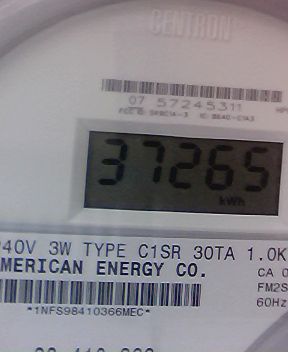 CENTRON
07 57245311
37265
kWh
240V 3W TYPE C1SR 30TA 1.0K
AMERICAN ENERGY CO.
CA 0
FM2S
60Hz
*1NFS98410366MEC*